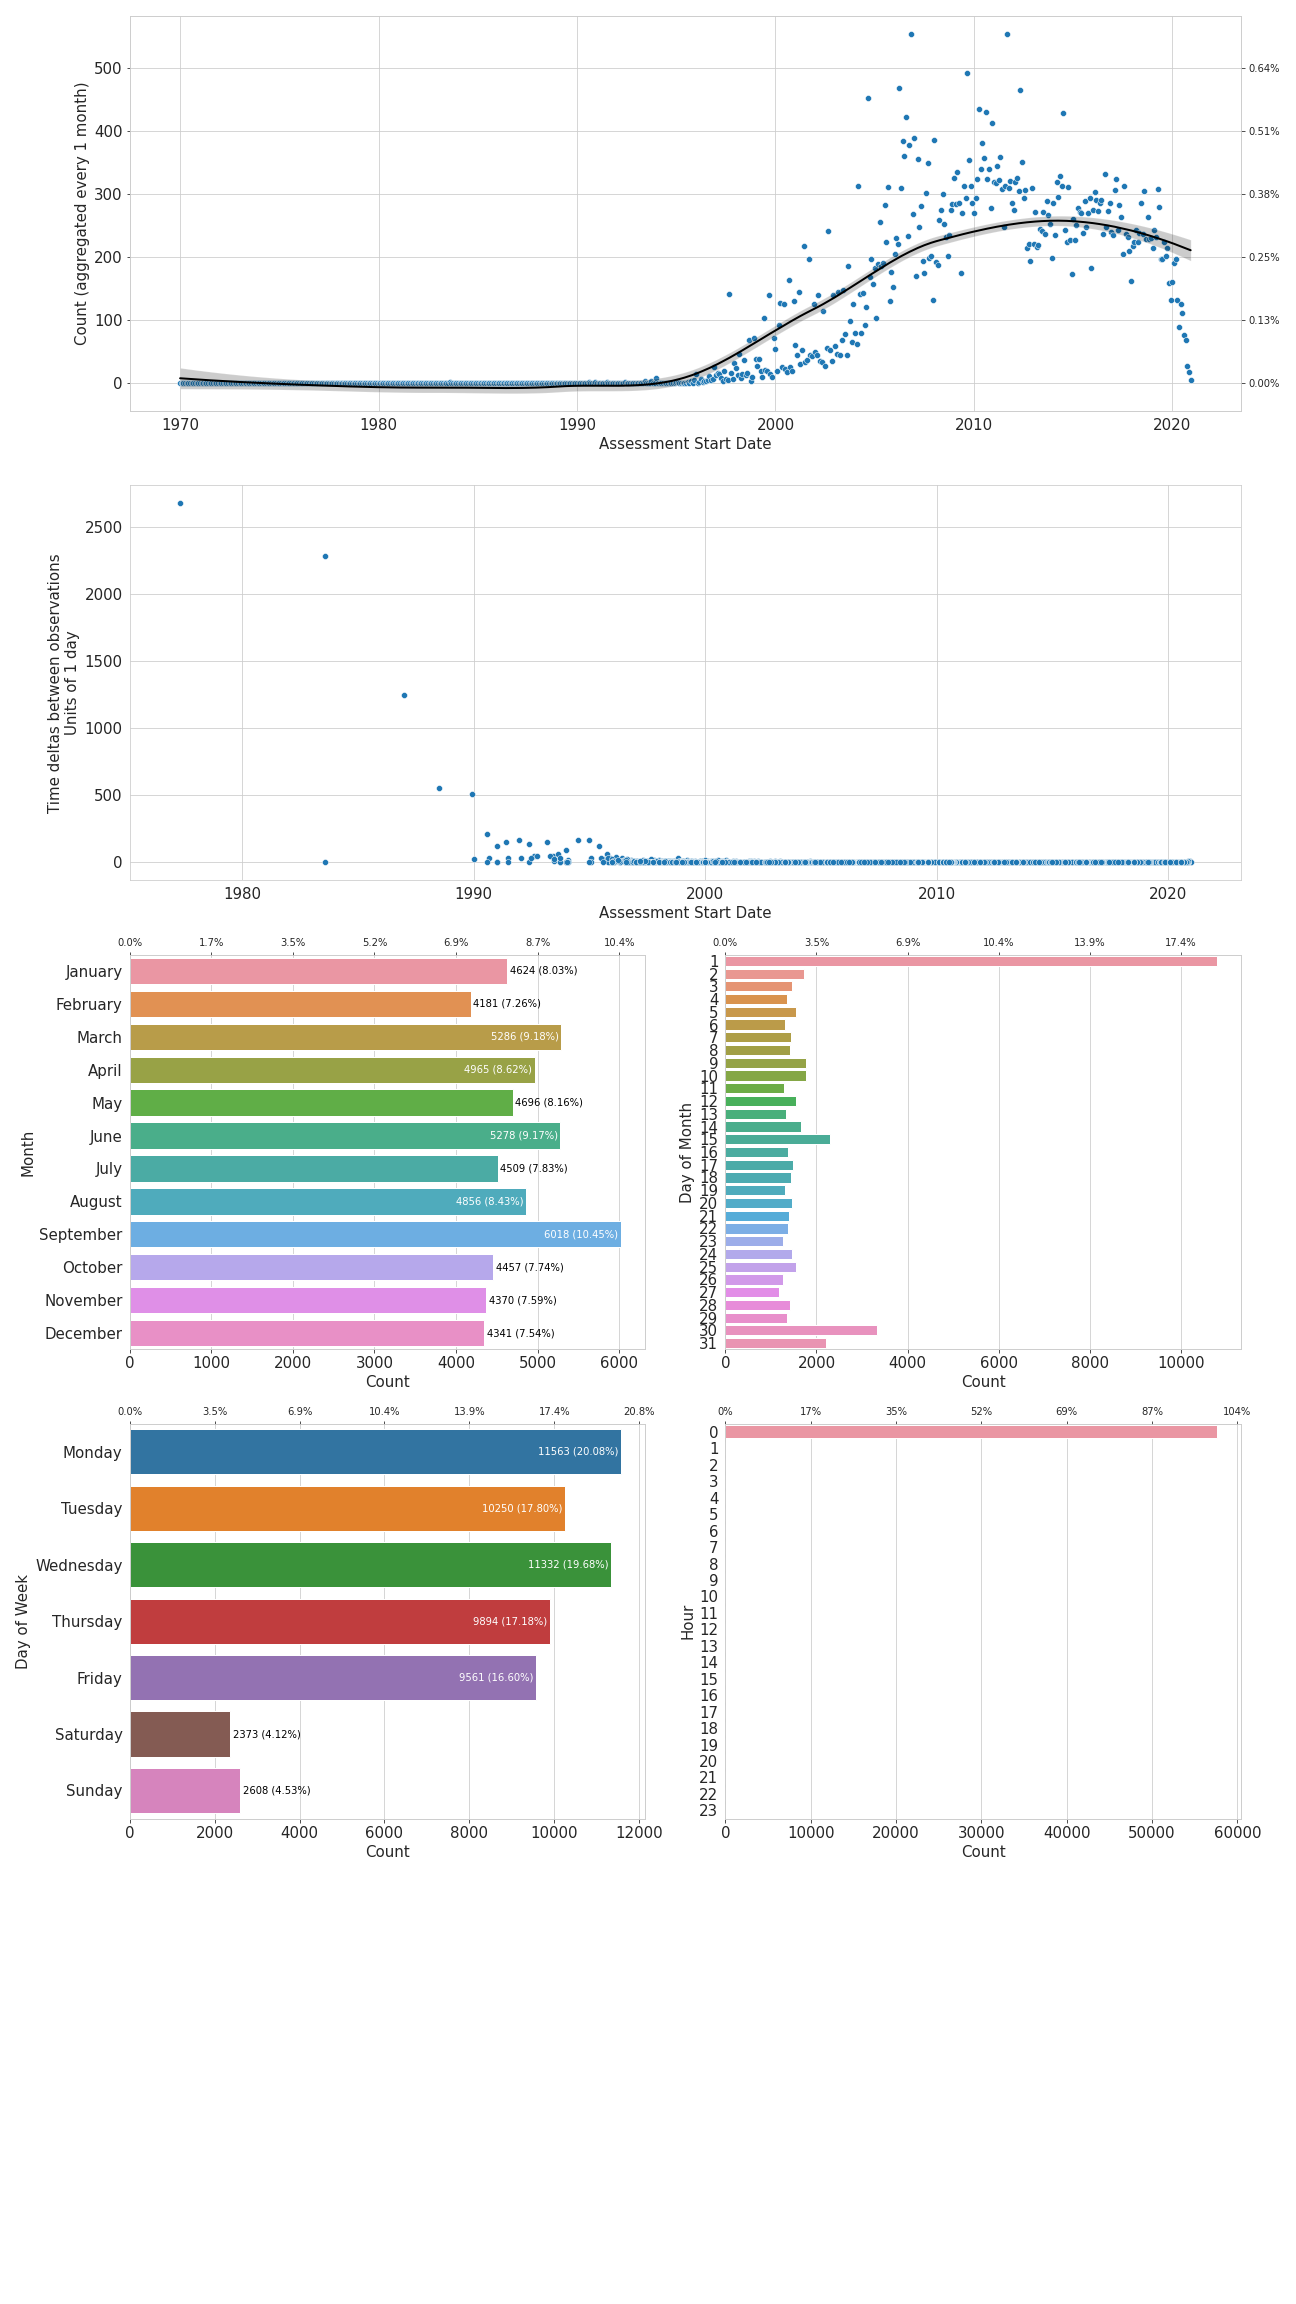 Count (aggregated every 1 month)
500
400
300
200
100
0
0.64%
0.51%
0.38%
0.25%
0.13%
0.00%
1970 1980 1990 2000 2010 2020
Assessment Start Date
Time deltas between observations
Units of 1 day
2500
2000
1500
1000
500
0
1980 1990 2000 2010 2020
Assessment Start Date
0.0% 1.7% 3.5% 5.2% 6.9% 8.7% 10.4%
Month
January 4624 (8.03%)
February 4181 (7.26%)
March 5286 (9.18%)
April 4965 (8.62%)
May 4696 (8.16%)
June 5278 (9.17%)
July 4509 (7.83%)
August 4856 (8.43%)
September 6018 (10.45%)
October 4457 (7.74%)
November 4370 (7.59%)
December 4341 (7.54%)
0 1000 2000 3000 4000 5000 6000
Count
0.0% 3.5% 6.9% 10.4% 13.9% 17.4%
Day of Month
1
2
3
4
5
6
7
8
9
10
11
12
13
14
15
16
17
18
19
20
21
22
23
24
25
26
27
28
29
30
31
0 2000 4000 6000 8000 10000
Count
0.0% 3.5% 6.9% 10.4% 13.9% 17.4% 20.8%
Day of Week
Monday 11563 (20.08%)
Tuesday 10250 (17.80%)
Wednesday 11332 (19.68%)
Thursday 9894 (17.18%)
Friday 9561 (16.60%)
Saturday 2373 (4.12%)
Sunday 2608 (4.53%)
0 2000 4000 6000 8000 10000 12000
Count
0% 17% 35% 52% 69% 87% 104%
Hour
0
1
2
3
4
5
6
7
8
9
10
11
12
13
14
15
16
17
18
19
20
21
22
23
0 10000 20000 30000 40000 50000 60000
Count